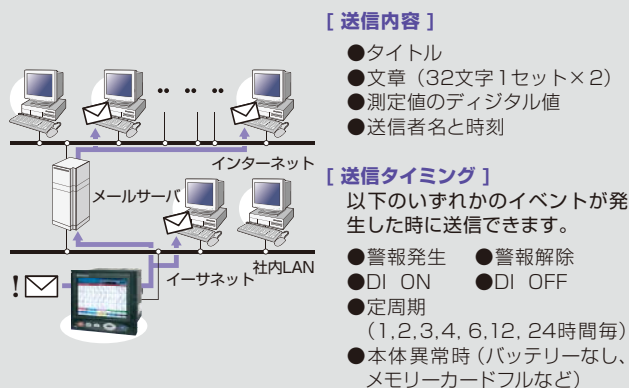 [ 送信内容 ]
●タイトル
●文章（32文字1セット×2）
●測定値のディジタル値
●送信者名と時刻
[ 送信タイミング ]
以下のいずれかのイベントが発
生した時に送信できます。
●警報発生　●警報解除
●DI ON　●DI OFF
●定周期
（1,2,3,4, 6,12, 24時間毎）
●本体異常時（バッテリーなし、
メモリーカードフルなど）
インターネット
メールサーバ
社内LAN
イーサネット
!